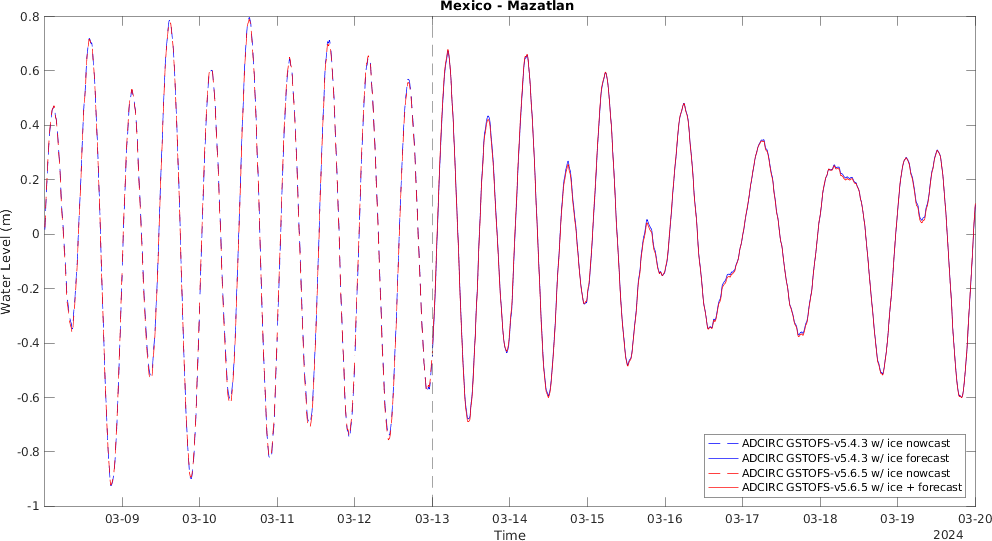 Mexico - Mazatlan
0.8
0.6
0.4
0.2
0
-0.2
-0.4
-0.6
-0.8
-1
Water Level (m)
ADCIRC GSTOFS-v5.4.3 w/ ice nowcast
ADCIRC GSTOFS-v5.4.3 w/ ice forecast
ADCIRC GSTOFS-v5.6.5 w/ ice nowcast
ADCIRC GSTOFS-v5.6.5 w/ ice + forecast
03-09 03-10 03-11 03-12 03-13 03-14 03-15 03-16 03-17 03-18 03-19 03-20
Time
2024